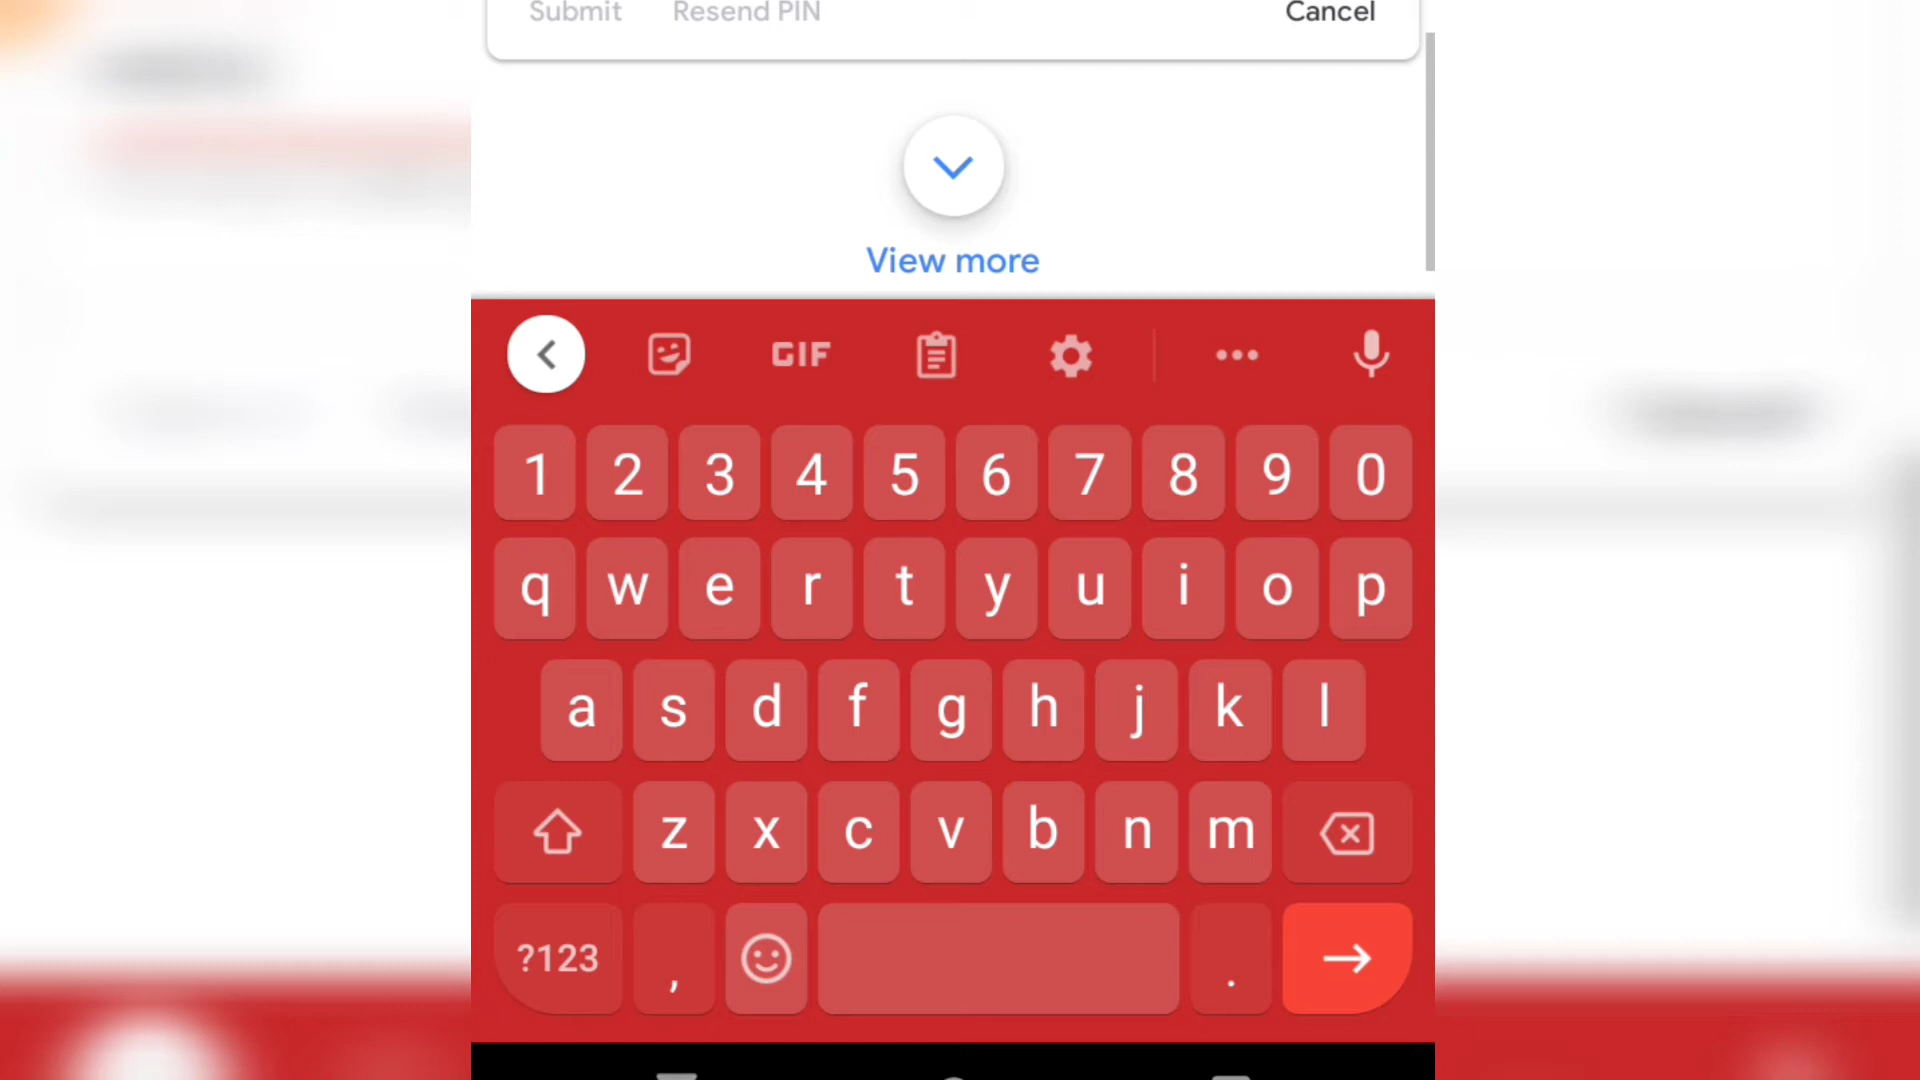 Submit Resend PIN Cancel
View more
GIF
1 2 3 4 5 6 7 8 9 0
q w e r t y u i o p
a s d f g h j k l
z x c v b n m
?123 , .